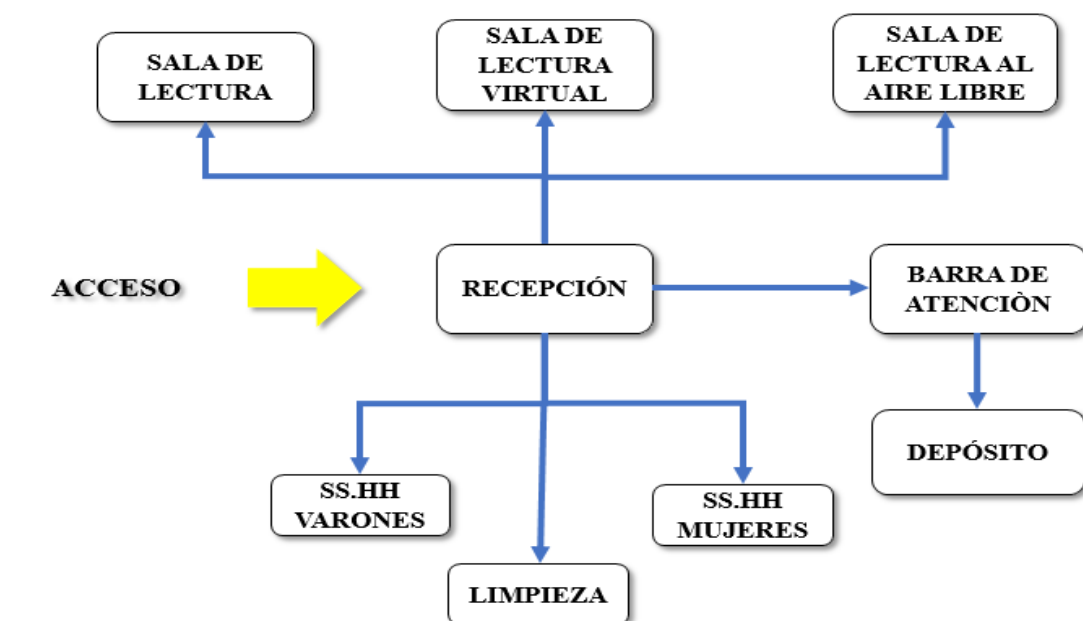 SALA DE
LECTURA
SALA DE
LECTURA
VIRTUAL
SALA DE
LECTURA AL
AIRE LIBRE
ACCESO
RECEPCIÓN
BARRA DE
ATENCIÒN
DEPÓSITO
SS.HH
VARONES
SS.HH
MUJERES
LIMPIEZA